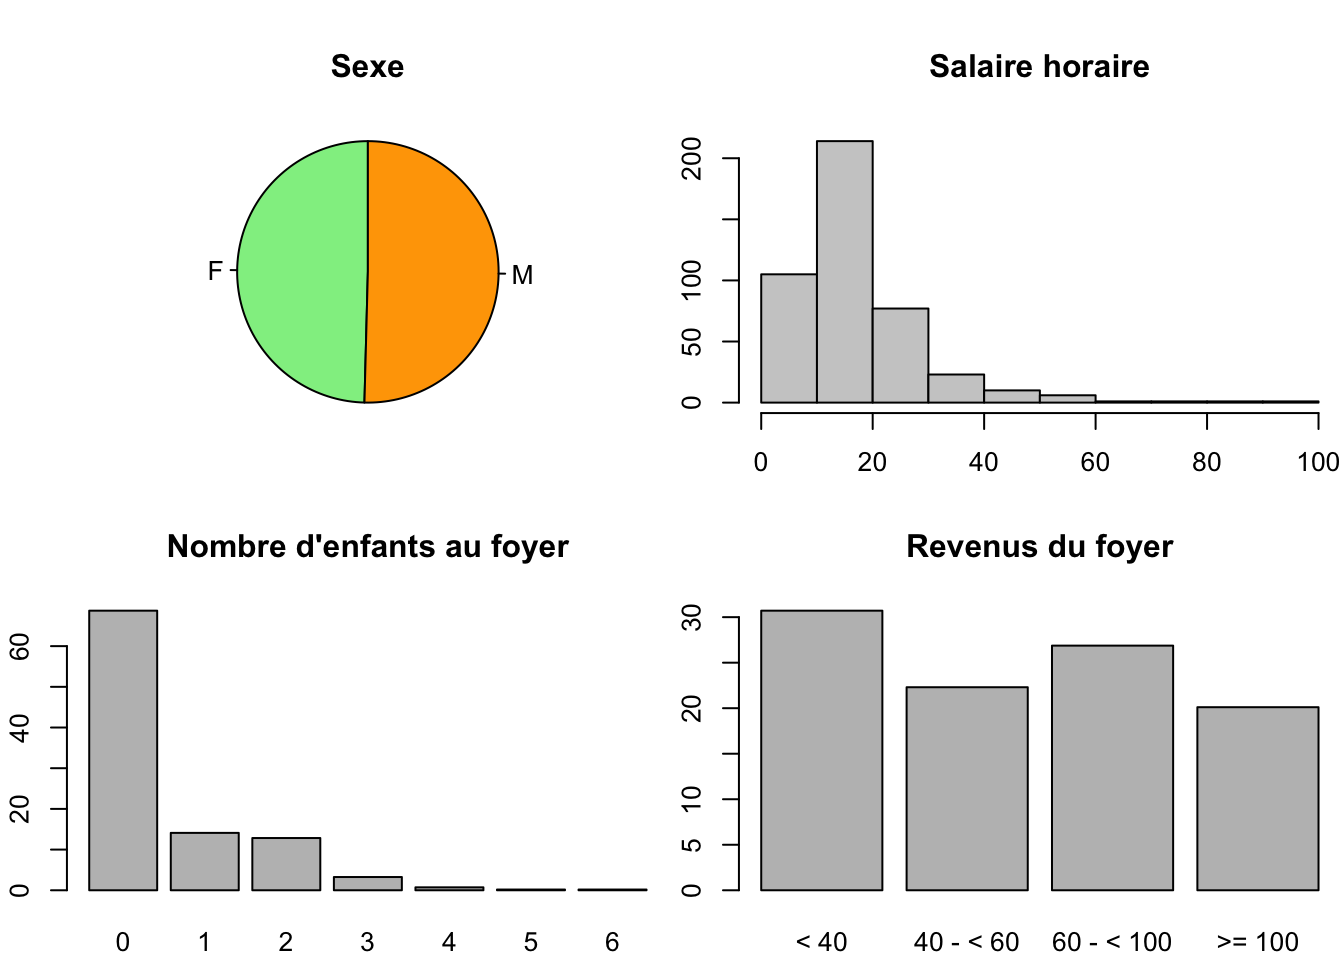 Sexe
F
M
Salaire horaire
200
100
50
0
0 20 40 60 80 100
Nombre d'enfants au foyer
60
40
20
0
0 1 2 3 4 5 6
Revenus du foyer
30
20
10
5
0
< 40 40 - < 60 60 - < 100 >= 100